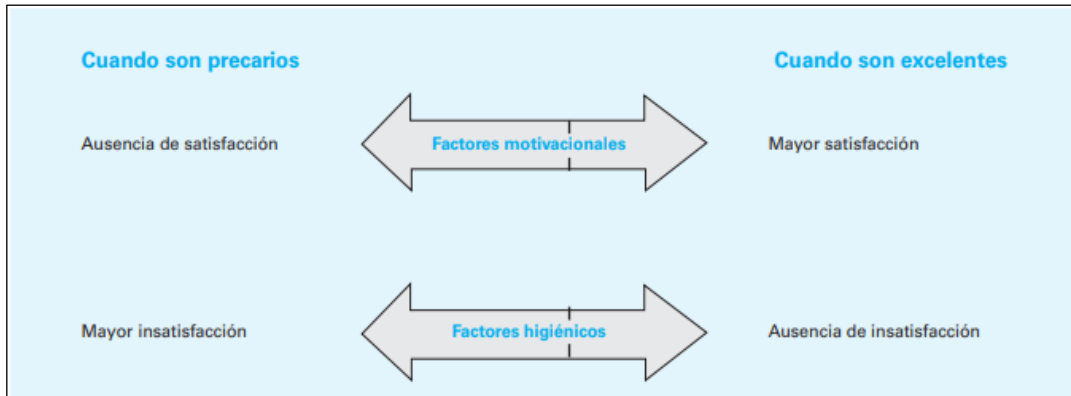 Cuando son precarios
Cuando son excelentes
Ausencia de satisfacción
Factores motivacionales
Mayor satisfacción
Mayor insatisfacción
Factores higiénicos
Ausencia de insatisfacción